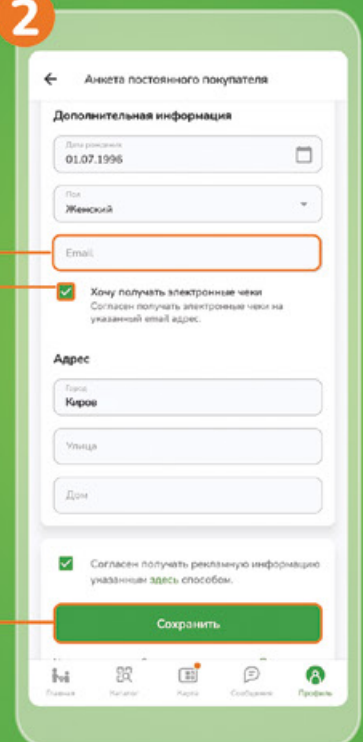 2
Анкета постоянного покупателя
Дополнительная информация
Дата рождения
01.07.1996
Пол
Женский
Email
Хочу получать электронные чеки
Согласен получать электронные чеки на
указанный email адрес.
Адрес
Город
Киров
Улица
Дом
Согласен получать рекламную информацию
указанным здесь способом.
Сохранить
Главная
Каталог
Карта
Сообщения
Профиль